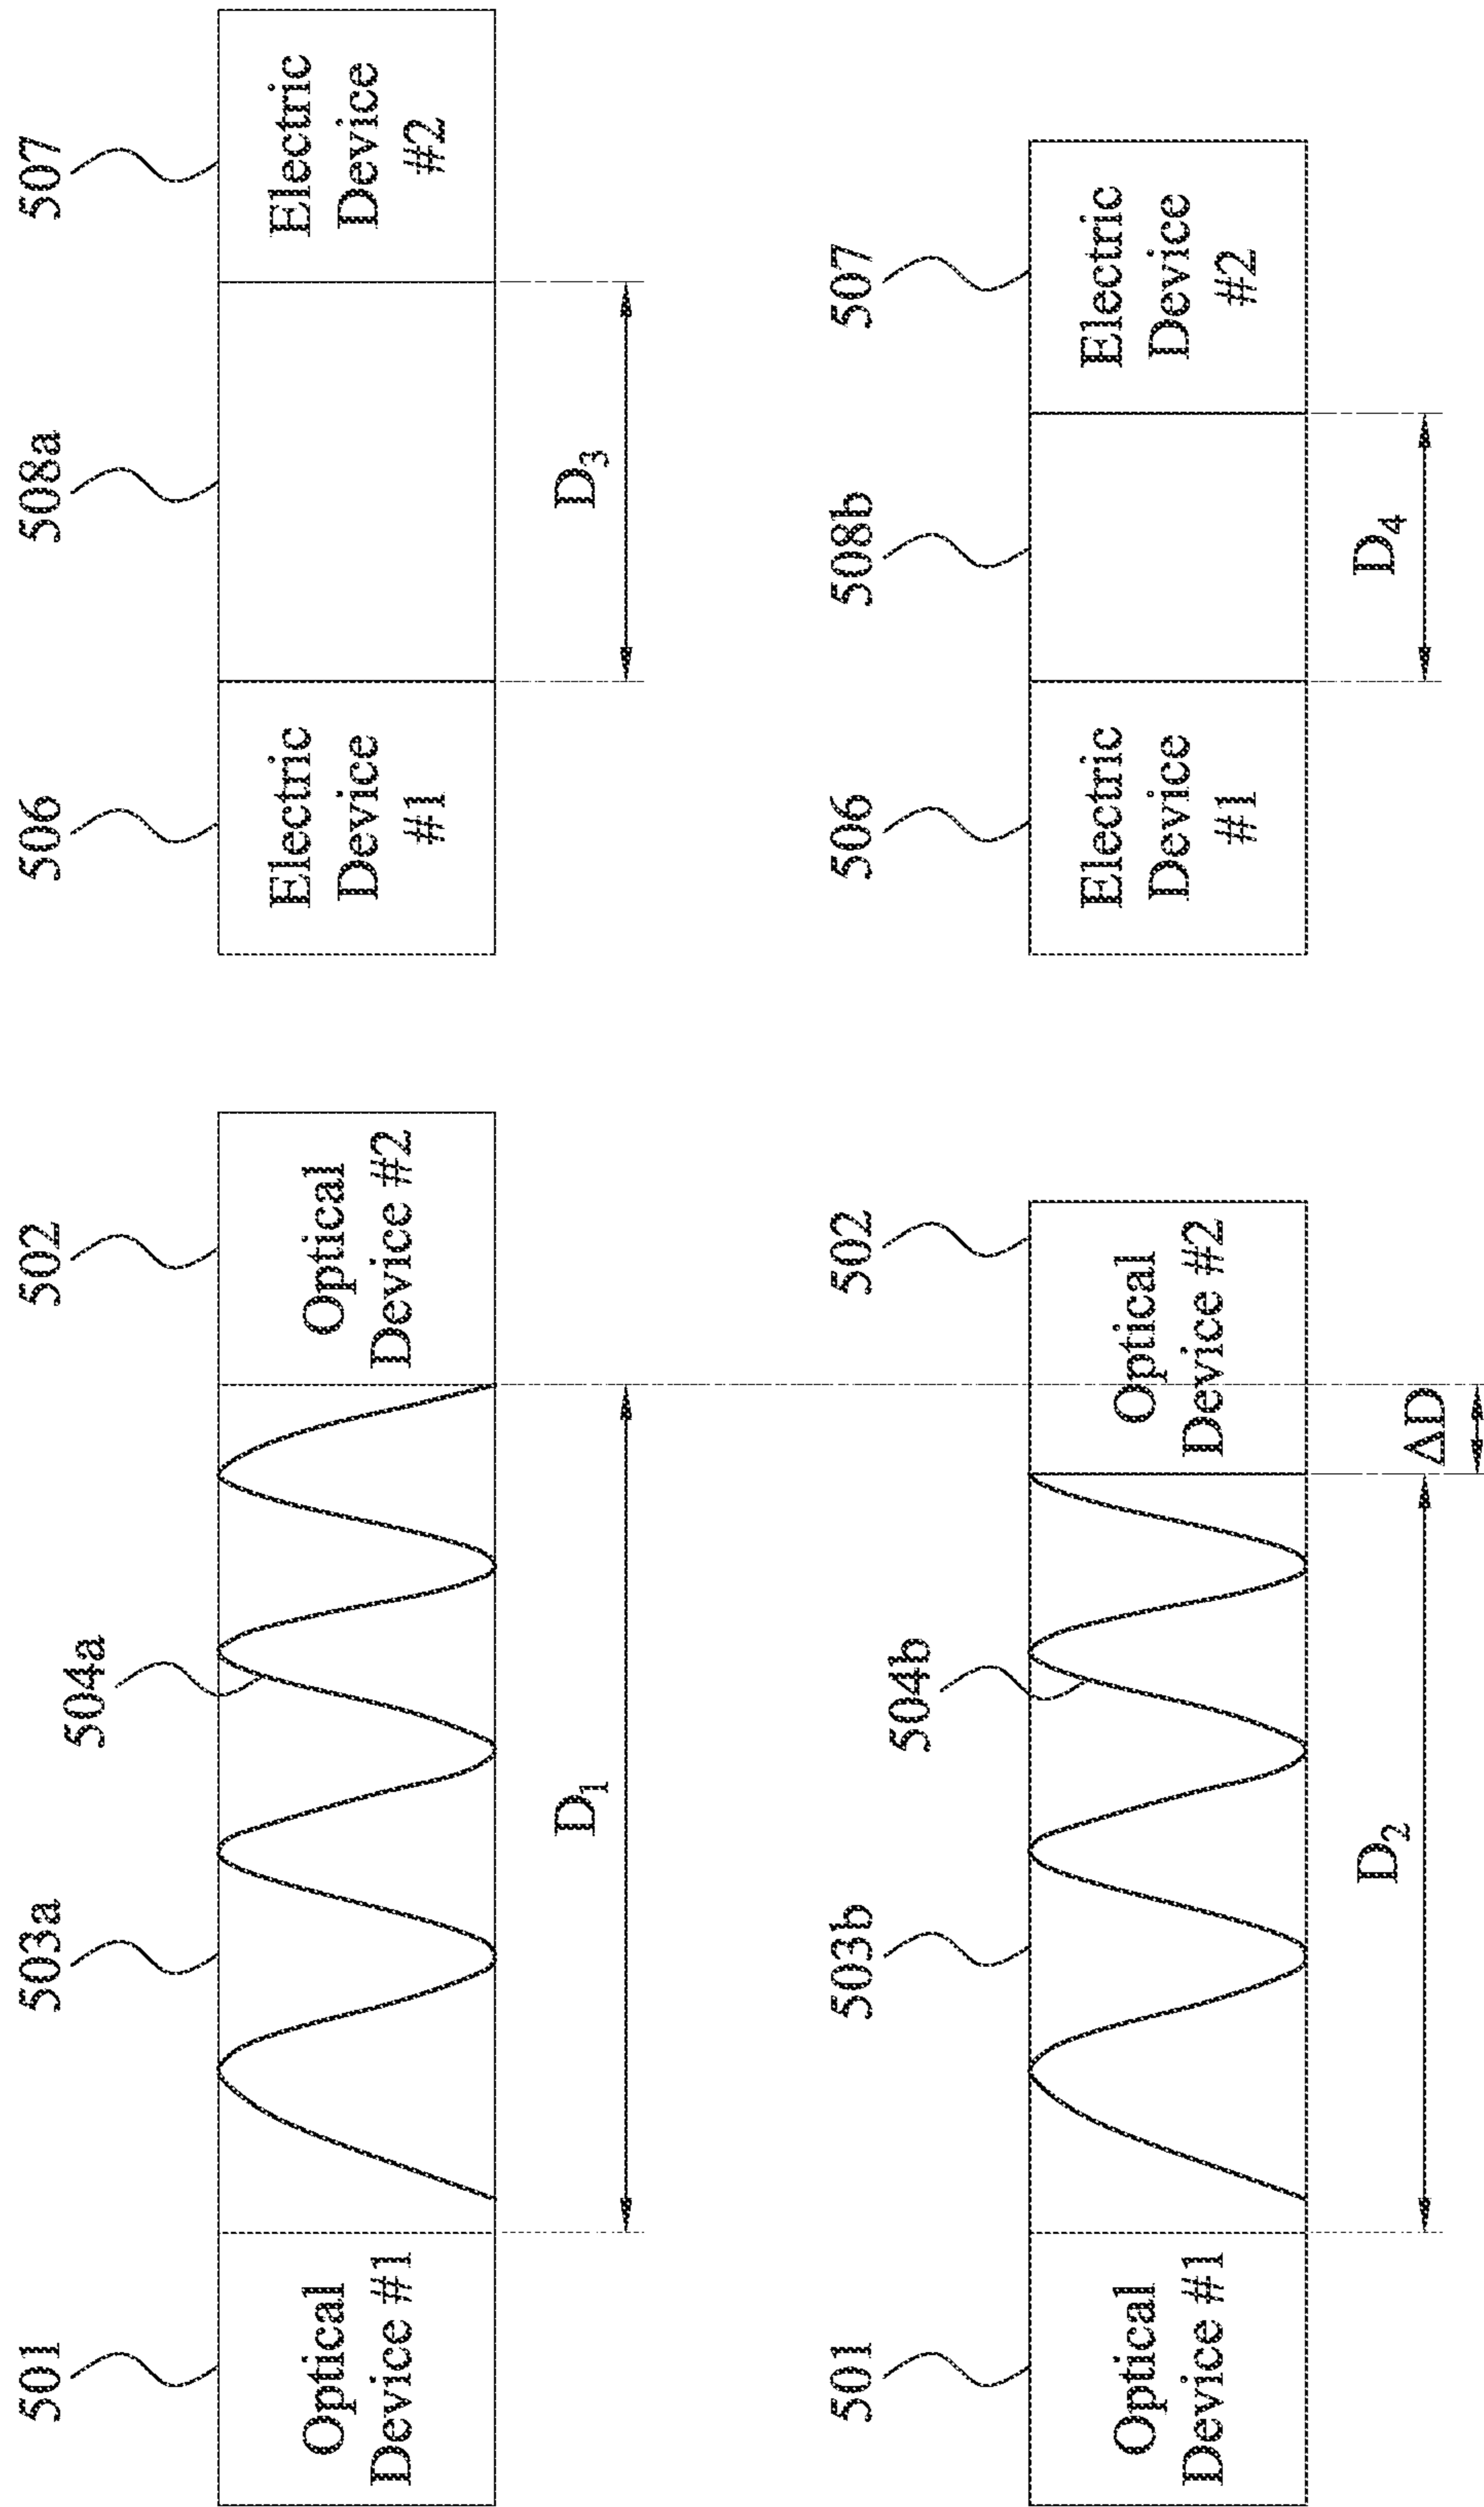 501
503a
504a
502
Optical
Device #1
Optical
Device #2
D1
506
508a
507
Electric
Device
#1
Electric
Device
#2
D3
501
503b
504b
502
Optical
Device #1
Optical
Device #2
D2
ΔD
506
508b
507
Electric
Device
#1
Electric
Device
#2
D4